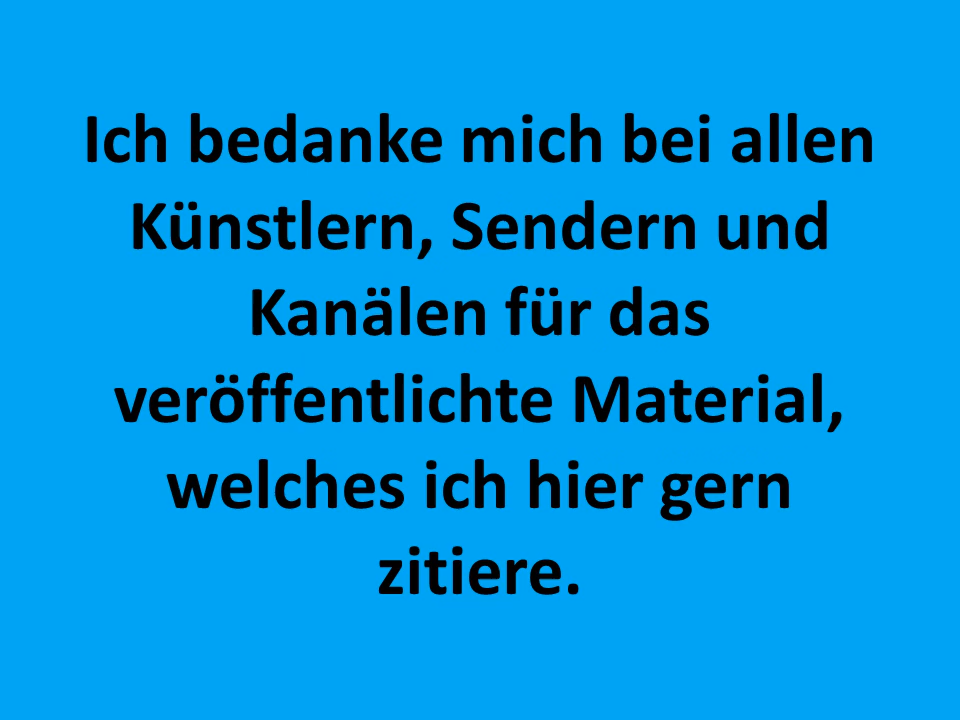 Ich bedanke mich bei allen
Künstlern, Sendern und
Kanälen für das
veröffentlichte Material,
welches ich hier gern
zitiere.